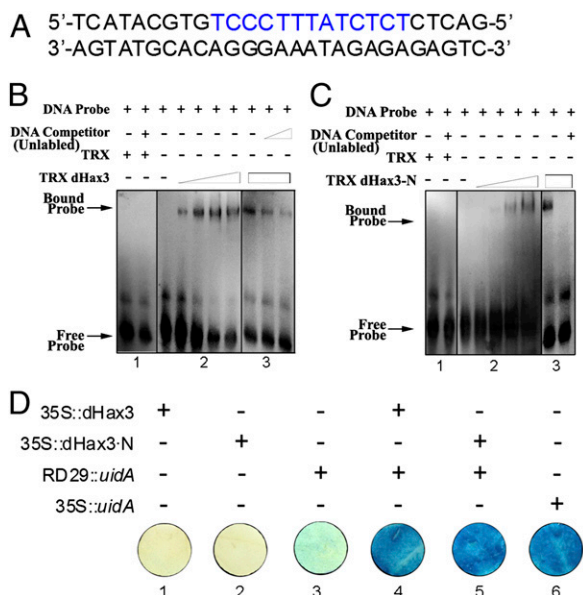 A
5'-TCATACGTGTCCCTTTATCTCTCTCAG-5'
3'-AGTATGCACAGGGAAATAGAGAGAGTC-3'
B
DNA Probe + + + + + + + + + +
DNA Competitor - + - - - - - -
(Unlabled)
TRX + + - - - - - - - -
TRX dHax3 - - -
Bound
Probe
Free
Probe
1 2 3
C
DNA Probe + + + + + + + + +
DNA Competitor - + - - - - - - +
(Unlabled)
TRX + + - - - - - - -
TRX dHax3-N - - -
Bound
Probe
Free
Probe
1 2 3
D
35S::dHax3 + - - + - -
35S::dHax3-N - + - - + -
RD29::uidA - - + + + -
35S::uidA - - - - - +
1 2 3 4 5 6